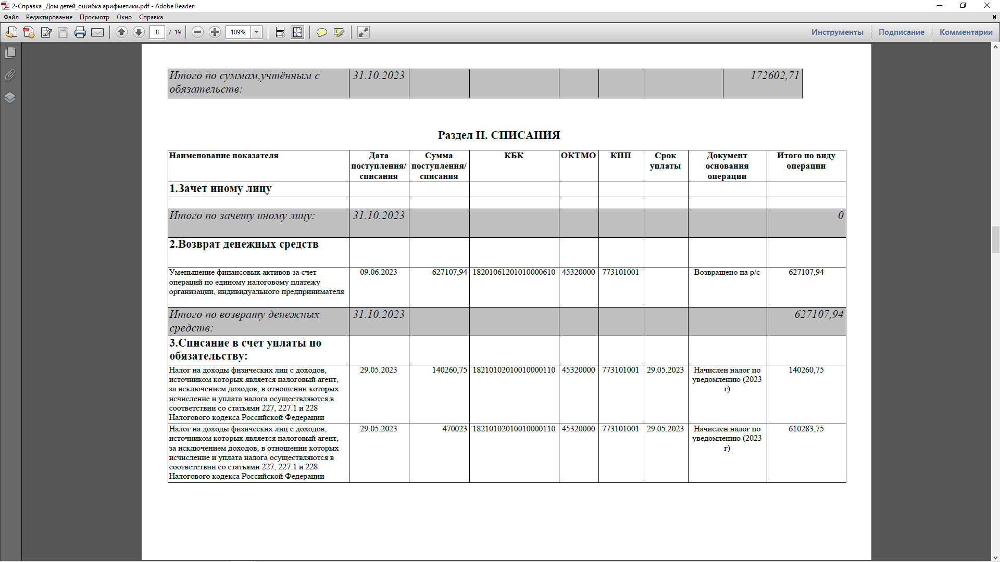 2-Справка _Дом детей_ошибка арифметики.pdf - Adobe Reader
Файл Редактирование Просмотр Окно Справка
8 / 19 109% Инструменты Подписание Комментарии
Итого по суммам,учтённым с обязательств: 31.10.2023 172602,71
Раздел II. СПИСАНИЯ
Наименование показателя Дата поступления/ списания Сумма поступления/ списания КБК ОКТМО КПП Срок уплаты Документ основания операции Итого по виду операции
1.Зачет иному лицу
Итого по зачету иному лицу: 31.10.2023 0
2.Возврат денежных средств
Уменьшение финансовых активов за счет 09.06.2023 627107,94 18201061201010000610 45320000 773101001 Возвращено на р/с 627107,94
операций по единому налоговому платежу
организации, индивидуального предпринимателя
Итого по возврату денежных 31.10.2023 627107,94
средств:
3.Списание в счет уплаты по
обязательству:
Налог на доходы физических лиц с доходов, 29.05.2023 140260,75 18210102010010000110 45320000 773101001 29.05.2023 Начислен налог по 140260,75
источником которых является налоговый агент, уведомлению (2023
за исключением доходов, в отношении которых г)
исчисление и уплата налога осуществляются в
соответствии со статьями 227, 227.1 и 228
Налогового кодекса Российской Федерации
Налог на доходы физических лиц с доходов, 29.05.2023 470023 18210102010010000110 45320000 773101001 29.05.2023 Начислен налог по 610283,75
источником которых является налоговый агент, уведомлению (2023
за исключением доходов, в отношении которых г)
исчисление и уплата налога осуществляются в
соответствии со статьями 227, 227.1 и 228
Налогового кодекса Российской Федерации